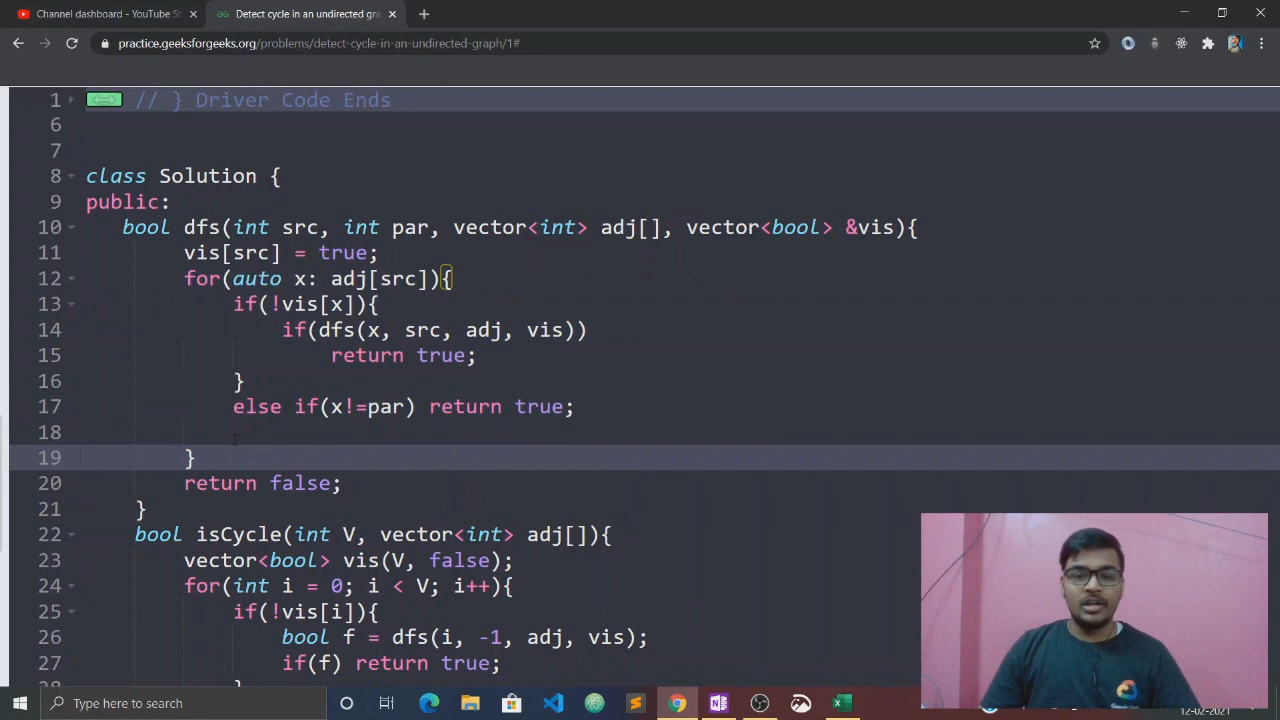 Channel dashboard - YouTube St
Detect cycle in an undirected gra
practice.geeksforgeeks.org/problems/detect-cycle-in-an-undirected-graph/1#
1 // } Driver Code Ends
6
7
8 class Solution {
9 public:
10 bool dfs(int src, int par, vector<int> adj[], vector<bool> &vis){
11 vis[src] = true;
12 for(auto x: adj[src]){
13 if(!vis[x]){
14 if(dfs(x, src, adj, vis))
15 return true;
16 }
17 else if(x!=par) return true;
18
19 }
20 return false;
21 }
22 bool isCycle(int V, vector<int> adj[]){
23 vector<bool> vis(V, false);
24 for(int i = 0; i < V; i++){
25 if(!vis[i]){
26 bool f = dfs(i, -1, adj, vis);
27 if(f) return true;
28 }
Type here to search
12-02-2021